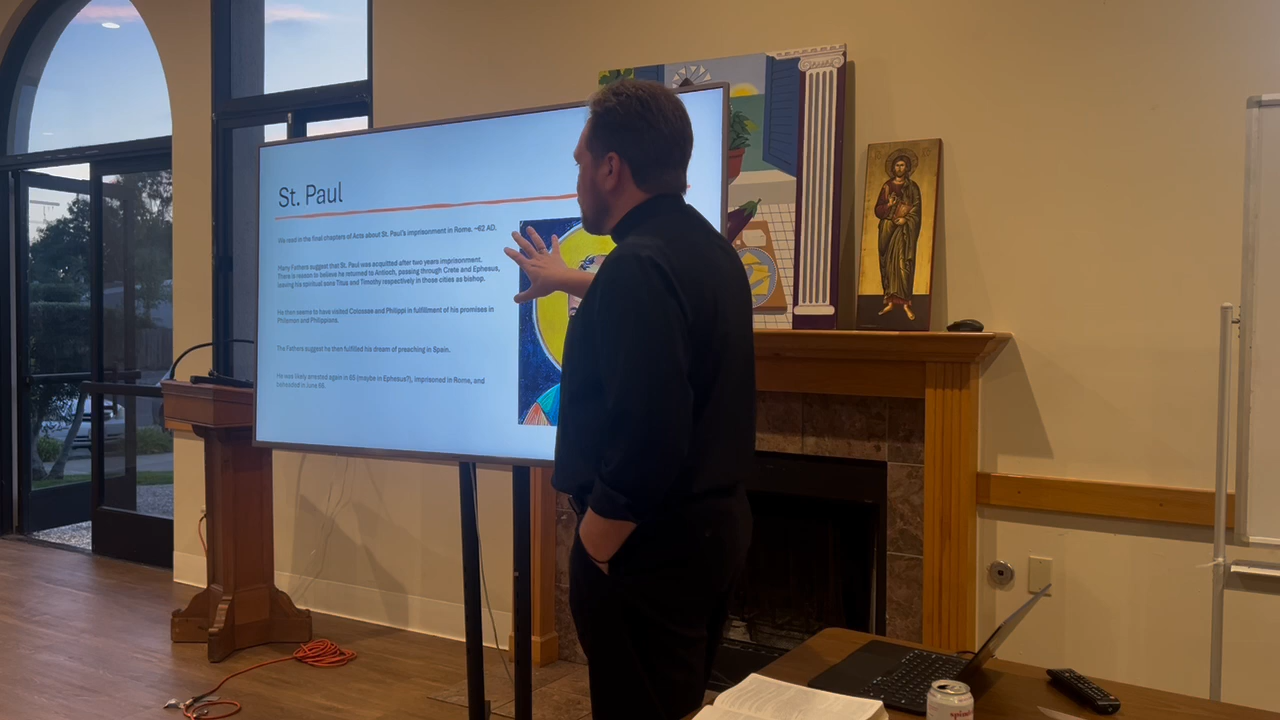 St. Paul
We read in the final chapters of Acts about St. Paul's imprisonment in Rome. ~62 AD.
Many Fathers suggest that St. Paul was acquitted after two years imprisonment.
There is reason to believe he returned to Antioch, passing through Crete and Ephesus,
leaving his spiritual sons Titus and Timothy respectively in those cities as bishop.
He then seems to have visited Colossae and Philippi in fulfillment of his promises in
Philemon and Philippians.
The Fathers suggest he then fulfilled his dream of preaching in Spain.
He was likely arrested again in 65 (maybe in Ephesus?), imprisoned in Rome, and
beheaded in June